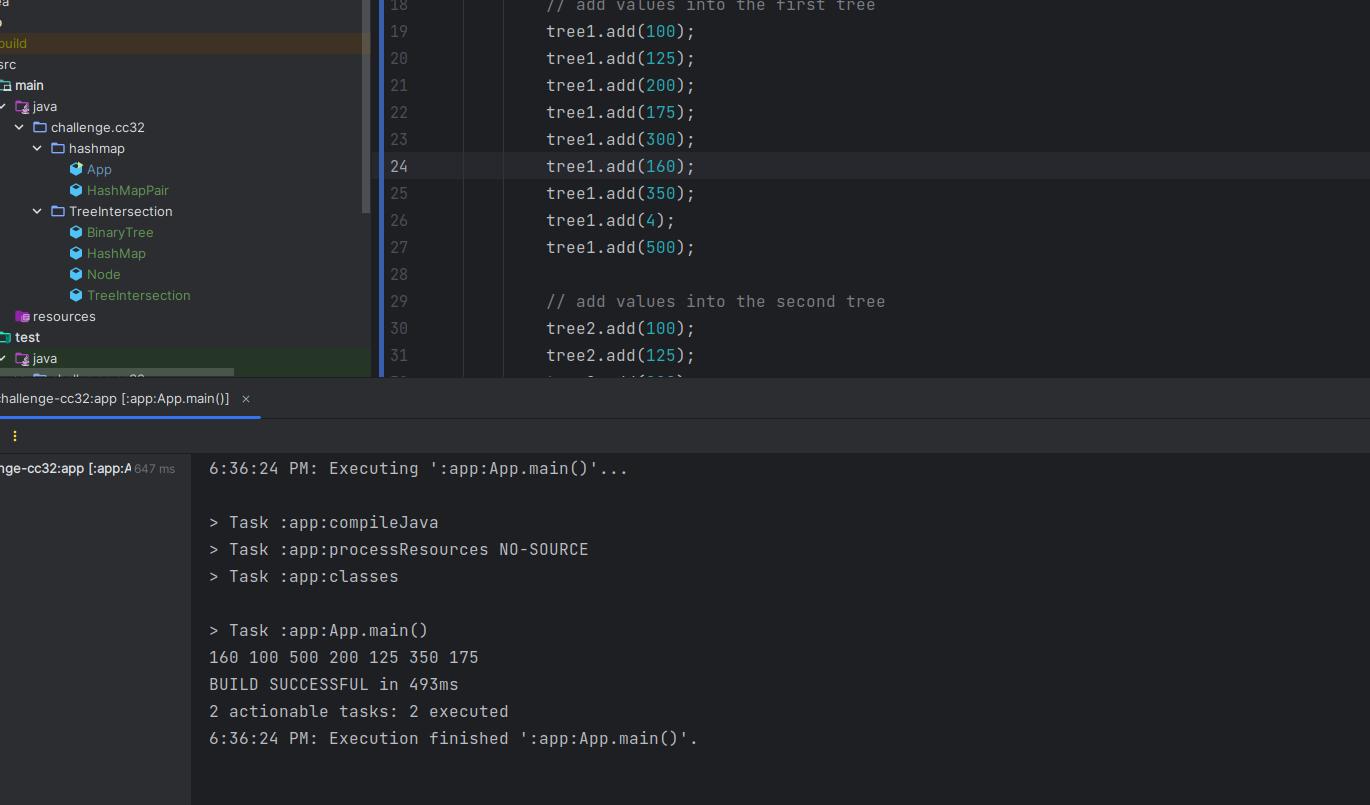 build
src
main
java
challenge.cc32
hashmap
App
HashMapPair
TreeIntersection
BinaryTree
HashMap
Node
TreeIntersection
resources
test
java
18 // add values into the first tree
19 tree1.add(100);
20 tree1.add(125);
21 tree1.add(200);
22 tree1.add(175);
23 tree1.add(300);
24 tree1.add(160);
25 tree1.add(350);
26 tree1.add(4);
27 tree1.add(500);
28
29 // add values into the second tree
30 tree2.add(100);
31 tree2.add(125);
challenge-cc32:app [:app:App.main()] ×
nge-cc32:app [:app:A 647 ms
6:36:24 PM: Executing ':app:App.main()'...
> Task :app:compileJava
> Task :app:processResources NO-SOURCE
> Task :app:classes
> Task :app:App.main()
160 100 500 200 125 350 175
BUILD SUCCESSFUL in 493ms
2 actionable tasks: 2 executed
6:36:24 PM: Execution finished ':app:App.main()'.